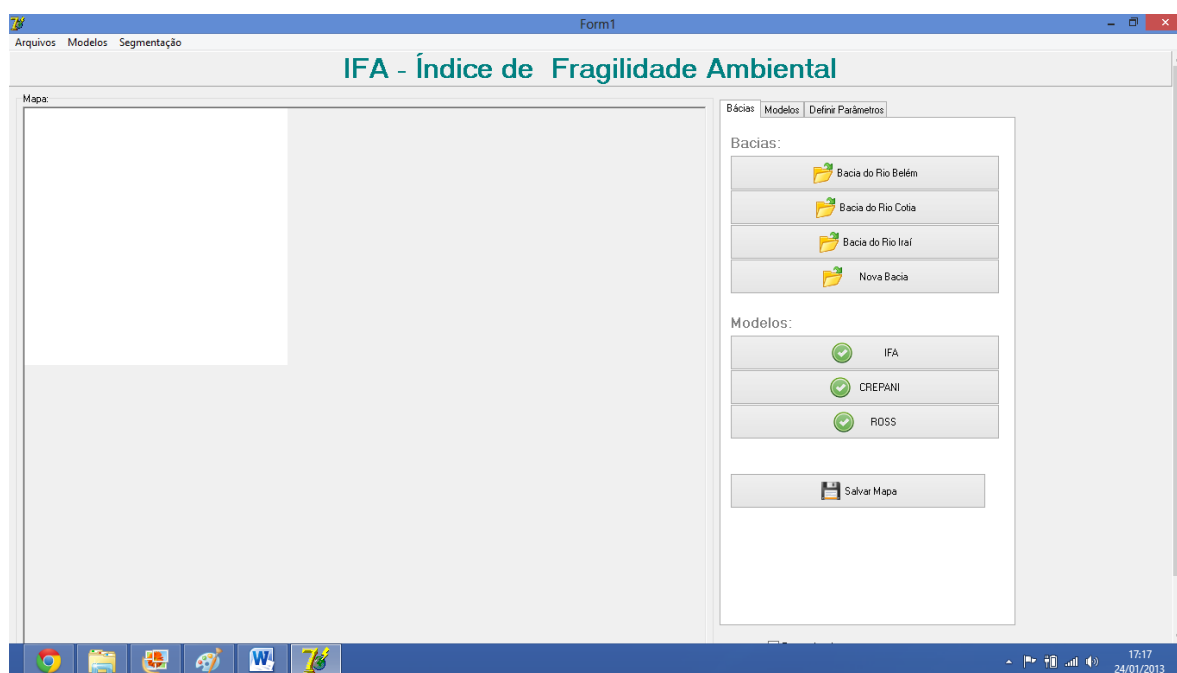 Form1
Arquivos Modelos Segmentação
IFA - Índice de Fragilidade Ambiental
Mapa:
Bácias Modelos Definir Parâmetros
Bacias:
Bacia do Rio Belém
Bacia do Rio Cotia
Bacia do Rio Iraí
Nova Bacia
Modelos:
IFA
CREPANI
ROSS
Salvar Mapa
17:17
24/01/2013